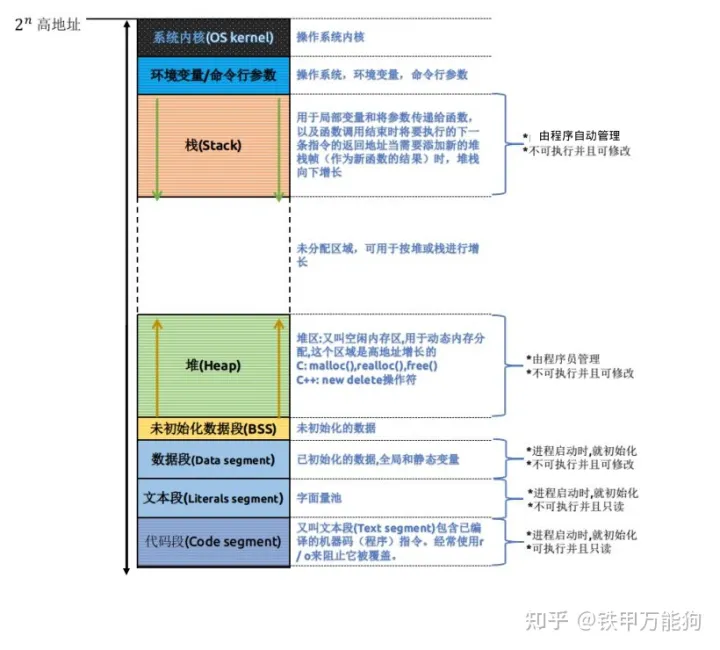 2ⁿ 高地址
系统内核(OS kernel)
操作系统内核
环境变量/命令行参数
操作系统，环境变量，命令行参数
栈(Stack)
用于局部变量和将参数传递给函数，
以及函数调用结束时将要执行的下一
条指令的返回地址当需要添加新的堆
栈帧（作为新函数的结果）时，堆栈
向下增长
* 由程序自动管理
*不可执行并且可修改
未分配区域，可用于按堆或栈进行增
长
堆(Heap)
堆区:又叫空闲内存区,用于动态内存分
配,这个区域是高地址增长的
C: malloc(),realloc(),free()
C++: new delete操作符
*由程序员管理
*不可执行并且可修改
未初始化数据段(BSS)
未初始化的数据
数据段(Data segment)
已初始化的数据,全局和静态变量
*进程启动时,就初始化
*不可执行并且可修改
文本段(Literals segment)
字面量池
*进程启动时,就初始化
*不可执行并且只读
代码段(Code segment)
又叫文本段(Text segment)包含已编
译的机器码（程序）指令。经常使用r
/ o来阻止它被覆盖。
*进程启动时,就初始化
*可执行并且只读
知乎 @铁甲万能狗